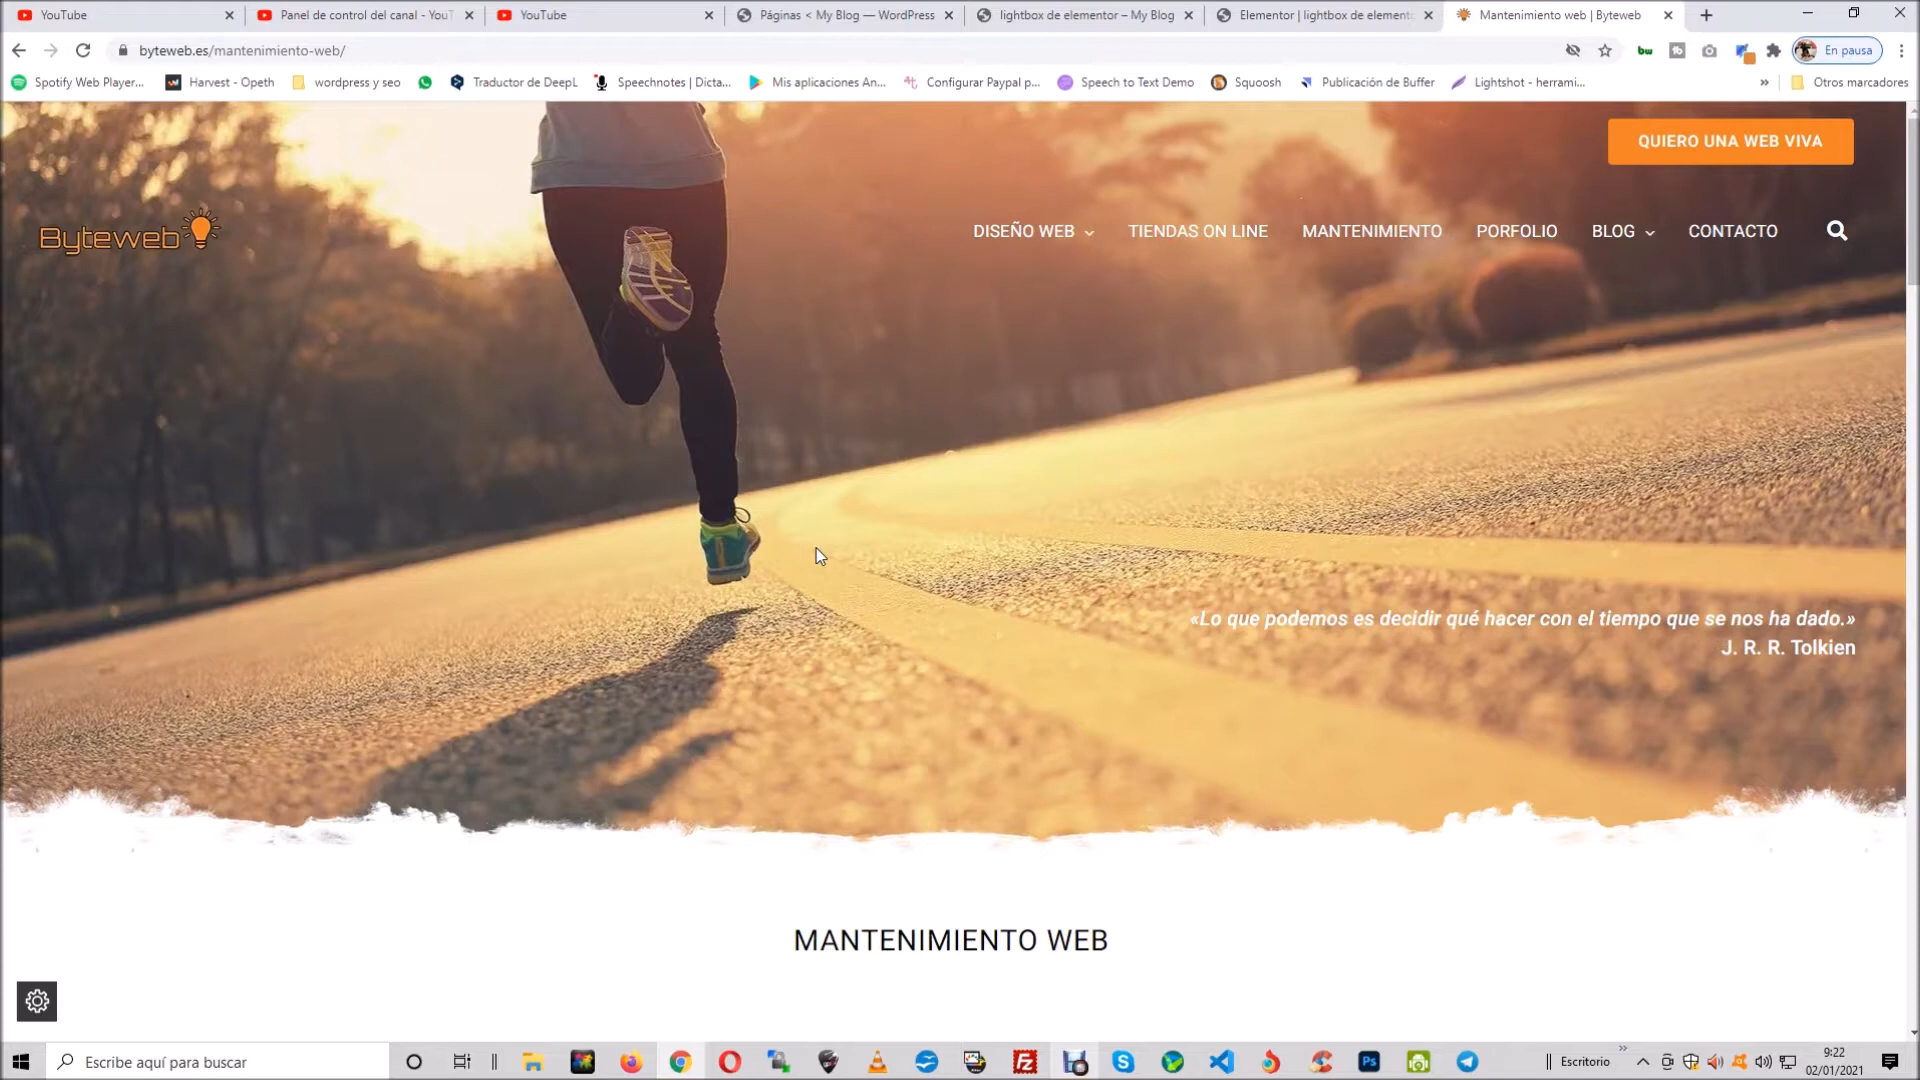 YouTube
Panel de control del canal - YouT
YouTube
Páginas < My Blog — WordPress
lightbox de elementor – My Blog
Elementor | lightbox de elemento
Mantenimiento web | Byteweb
byteweb.es/mantenimiento-web/
En pausa
Spotify Web Player...
Harvest - Opeth
wordpress y seo
Traductor de DeepL
Speechnotes | Dicta...
Mis aplicaciones An...
Configurar Paypal p...
Speech to Text Demo
Squoosh
Publicación de Buffer
Lightshot - herrami...
»
Otros marcadores
QUIERO UNA WEB VIVA
Byteweb
DISEÑO WEB
TIENDAS ON LINE
MANTENIMIENTO
PORFOLIO
BLOG
CONTACTO
«Lo que podemos es decidir qué hacer con el tiempo que se nos ha dado.»
J. R. R. Tolkien
MANTENIMIENTO WEB
Escribe aquí para buscar
Escritorio
»
9:22
02/01/2021